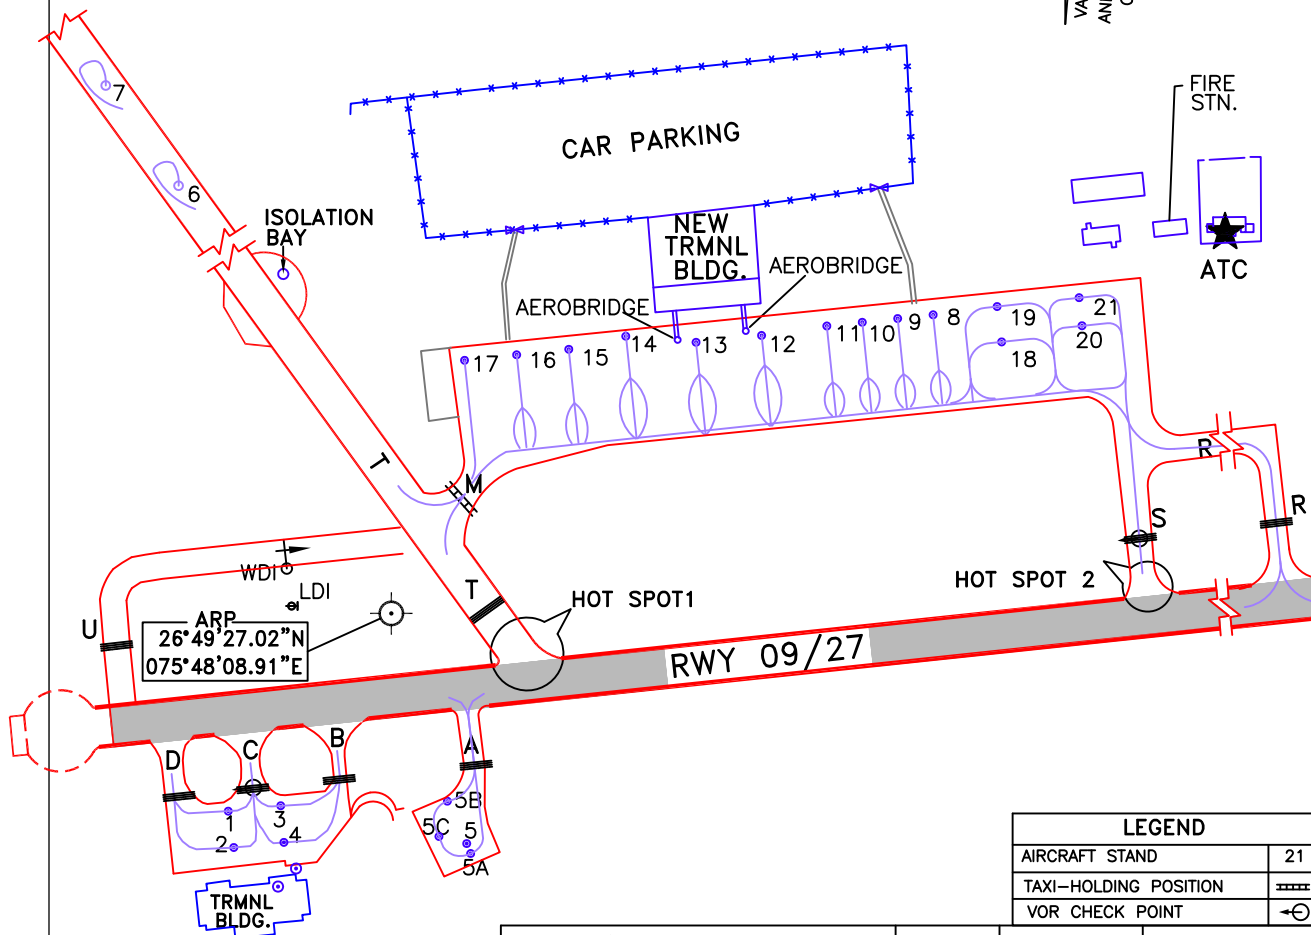 VA
AN
FIRE
STN.
7
CAR PARKING
6
ISOLATION
BAY
NEW
TRMNL
BLDG.
ATC
AEROBRIDGE
AEROBRIDGE
21
19
20
8
9
10
11
12
13
14
15
16
17
18
T
M
R
R
S
WDI
LDI
T
HOT SPOT1
HOT SPOT 2
ARP
26°49'27.02"N
075°48'08.91"E
U
RWY 09/27
D
C
B
A
1
2
3
4
5B
5C
5
5A
TRMNL
BLDG.
LEGEND
AIRCRAFT STAND 21
TAXI-HOLDING POSITION
VOR CHECK POINT